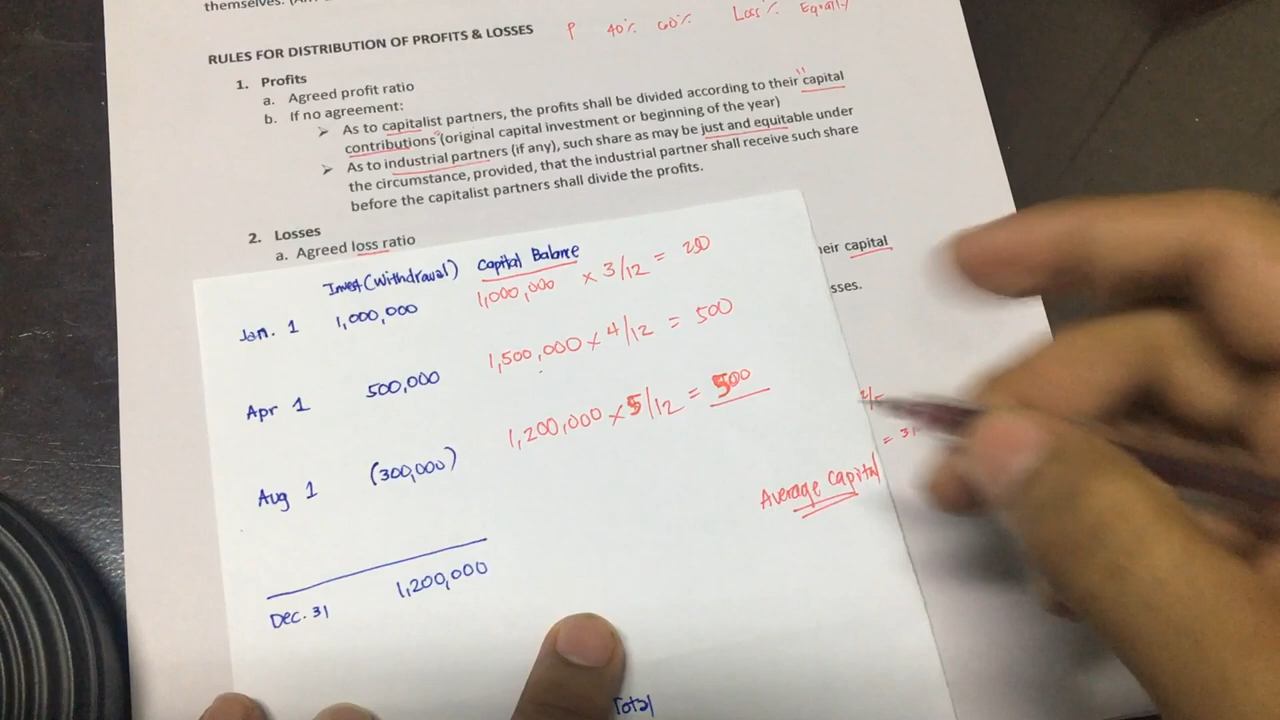 themselves.
P 40% 60% Loss % Equally
RULES FOR DISTRIBUTION OF PROFITS & LOSSES
1. Profits
a. Agreed profit ratio
b. If no agreement:
➢ As to capitalist partners, the profits shall be divided according to their capital
contributions (original capital investment or beginning of the year)
➢ As to industrial partners (if any), such share as may be just and equitable under
the circumstance, provided, that the industrial partner shall receive such share
before the capitalist partners shall divide the profits.
2. Losses
a. Agreed loss ratio
eir capital
sses.
Invest (Withdrawal) Capital Balance
Jan. 1 1,000,000 1,000,000 x 3/12 =
Apr 1 500,000 1,500,000 x 4/12 = 500
Aug 1 (300,000) 1,200,000 x 5/12 = 500
Average Capital
Dec. 31 1,200,000
Total